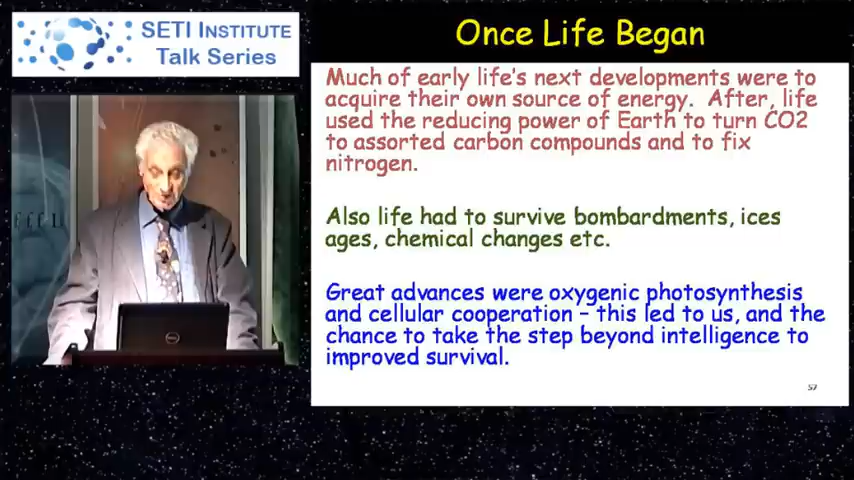 SETI INSTITUTE
Talk Series
Once Life Began
Much of early life's next developments were to
acquire their own source of energy. After, life
used the reducing power of Earth to turn CO2
to assorted carbon compounds and to fix
nitrogen.
Also life had to survive bombardments, ices
ages, chemical changes etc.
Great advances were oxygenic photosynthesis
and cellular cooperation – this led to us, and the
chance to take the step beyond intelligence to
improved survival.
57
DELL